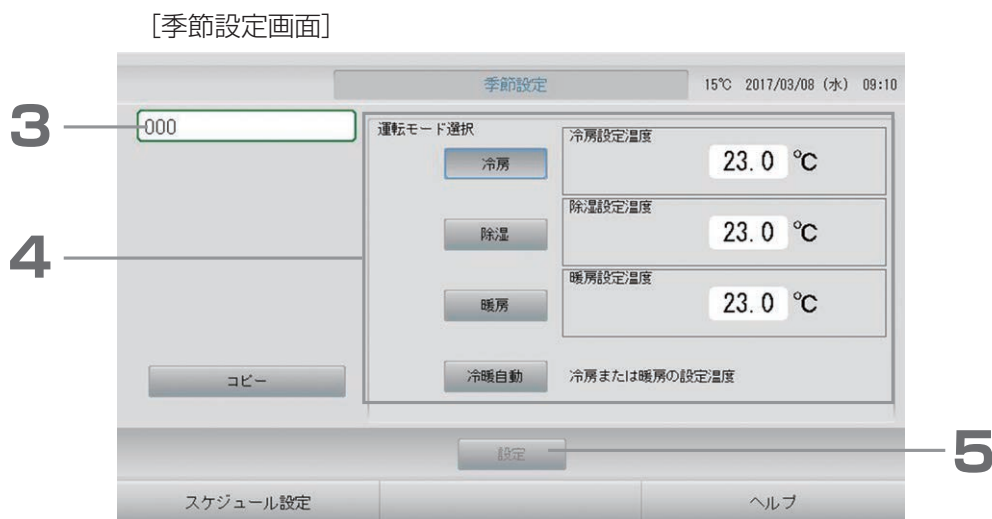 [季節設定画面]
季節設定
15℃ 2017/03/08 (水) 09:10
3
000
運転モード選択
冷房
冷房設定温度
23.0 ℃
除湿
除湿設定温度
23.0 ℃
4
暖房
暖房設定温度
23.0 ℃
コピー
冷暖自動
冷房または暖房の設定温度
設定
5
スケジュール設定
ヘルプ